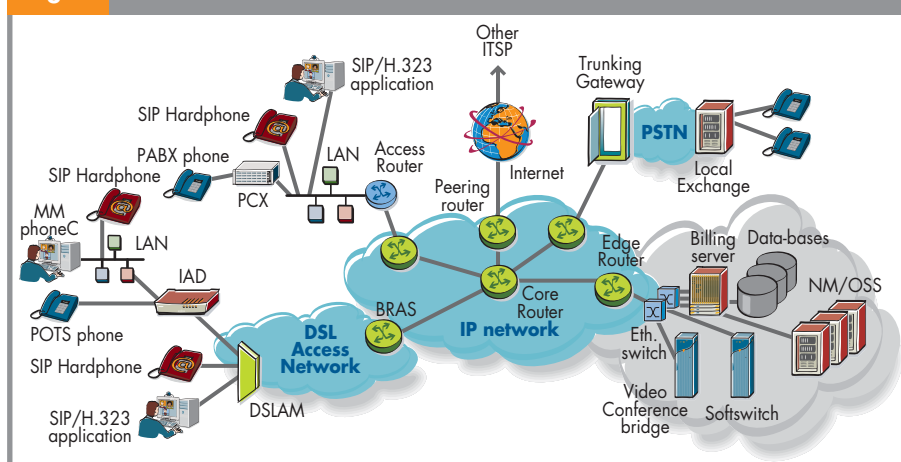 Other
ITSP
SIP/H.323
application
Trunking
Gateway
SIP Hardphone
PSTN
PABX phone
LAN
Access
Router
Internet
Local
Exchange
SIP Hardphone
PCX
Peering
router
MM
phoneC
LAN
Edge
Router
Billing
server
Data-bases
IAD
NM/OSS
Core
Router
BRAS
IP network
POTS phone
DSL
Access
Network
Eth.
switch
SIP Hardphone
Video
Conference
bridge
Softswitch
DSLAM
SIP/H.323
application